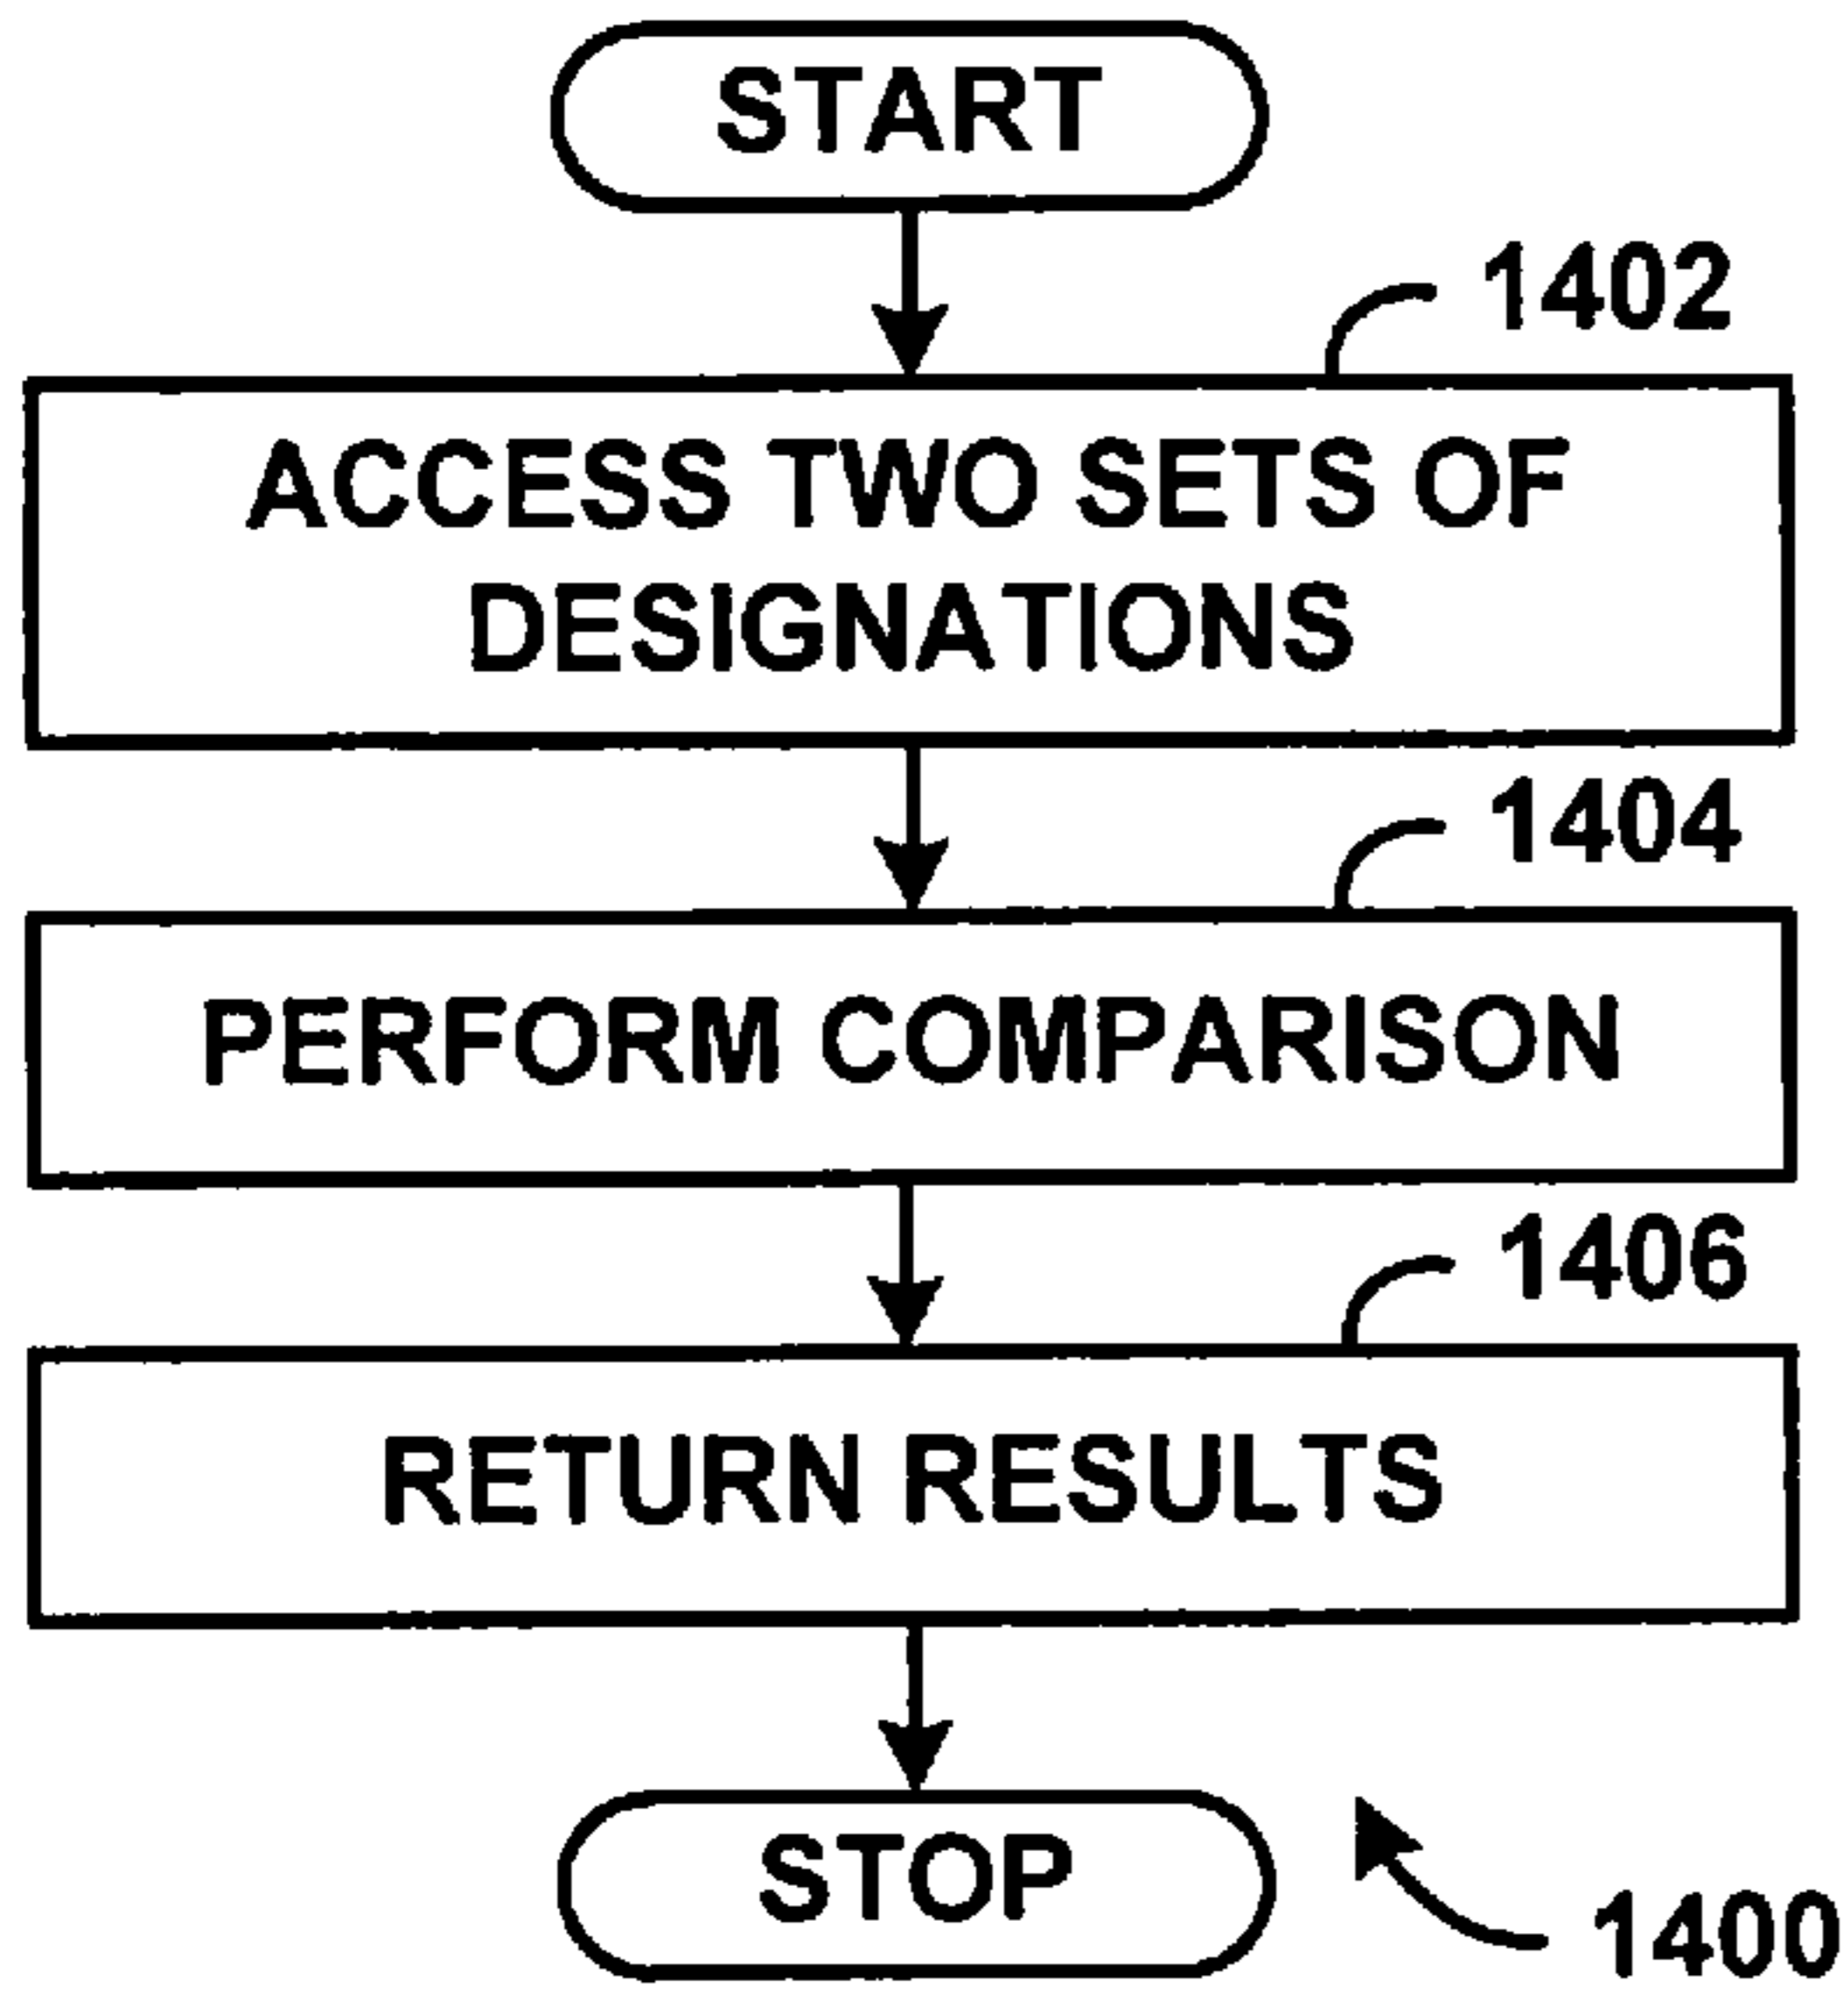 START
1402
ACCESS TWO SETS OF
DESIGNATIONS
1404
PERFORM COMPARISON
1406
RETURN RESULTS
STOP
1400